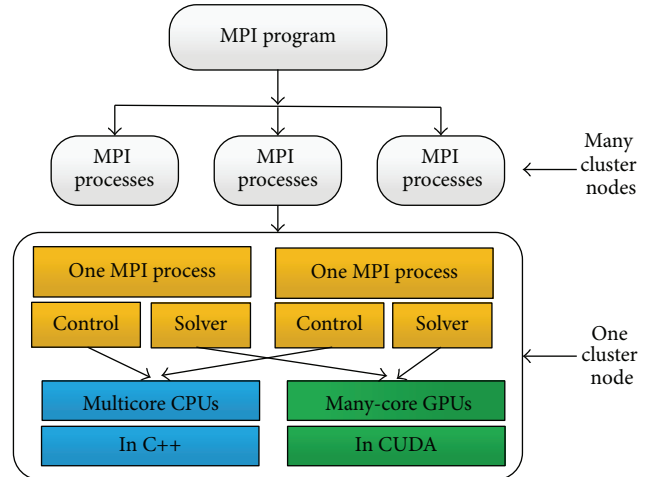 MPI program
MPI
processes
MPI
processes
MPI
processes
Many
cluster
nodes
One MPI process
One MPI process
Control
Solver
Control
Solver
One
cluster
node
Multicore CPUs
Many-core GPUs
In C++
In CUDA